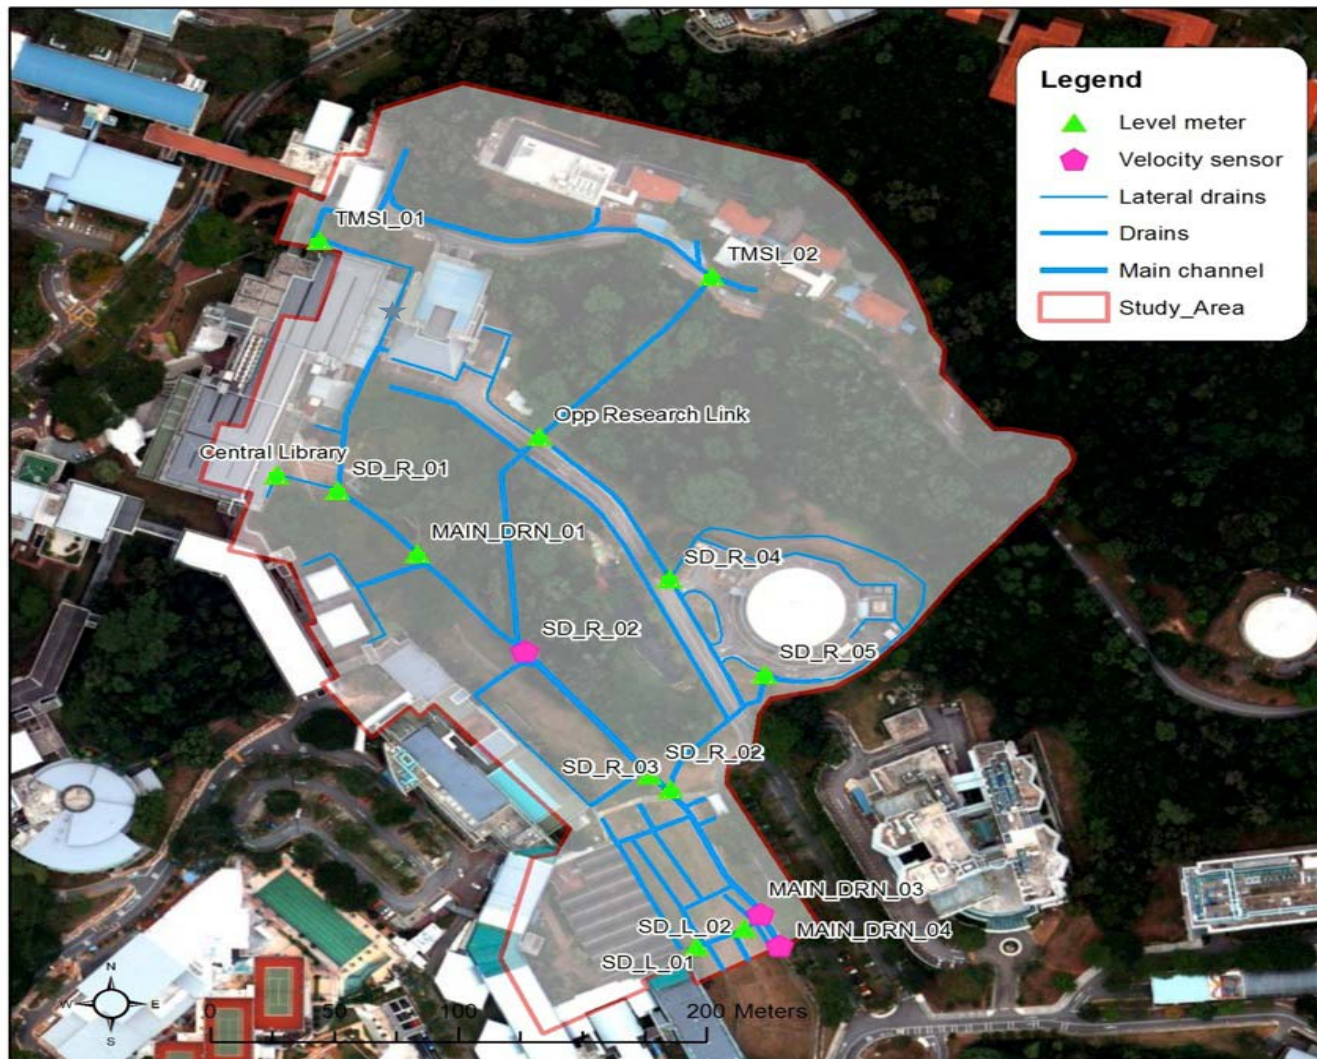 Legend
Level meter
Velocity sensor
Lateral drains
Drains
Main channel
Study_Area
TMSI_01
TMSI_02
Opp Research Link
Central Library
SD_R_01
MAIN_DRN_01
SD_R_04
SD_R_02
SD_R_05
SD_R_02
SD_R_03
MAIN_DRN_03
SD_L_02
MAIN_DRN_04
SD_L_01
N
W E
S
0 50 100 200 Meters